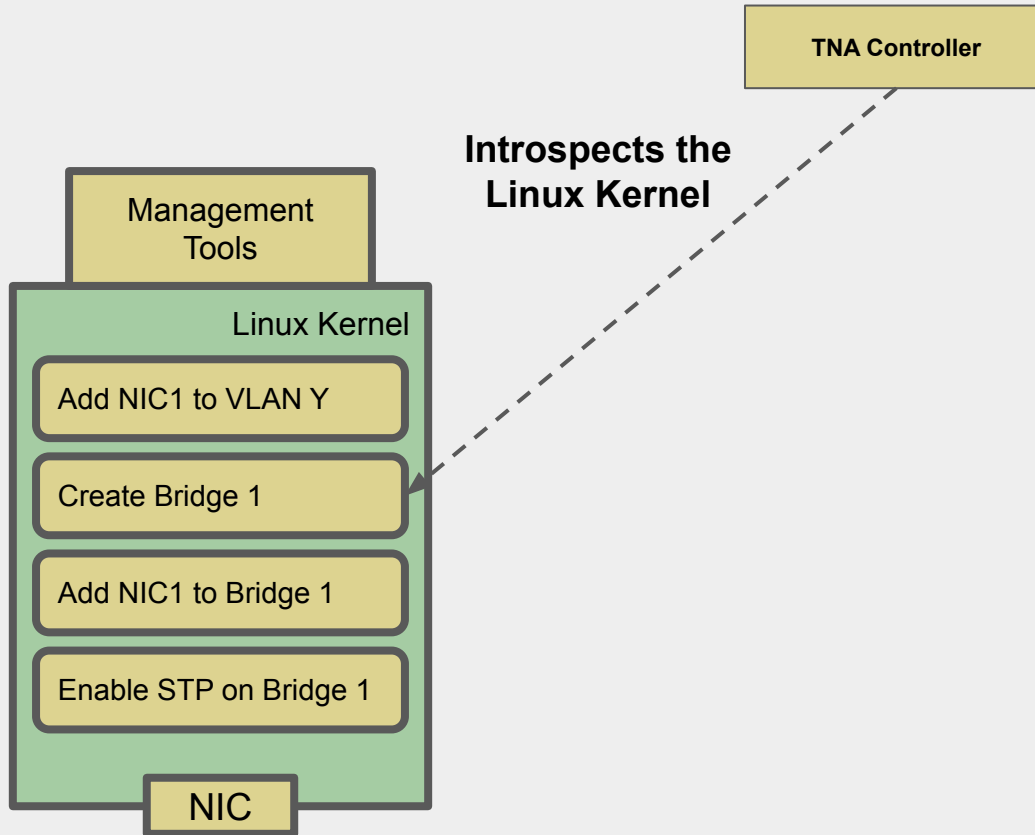 TNA Controller
Introspects the
Linux Kernel
Management
Tools
Linux Kernel
Add NIC1 to VLAN Y
Create Bridge 1
Add NIC1 to Bridge 1
Enable STP on Bridge 1
NIC